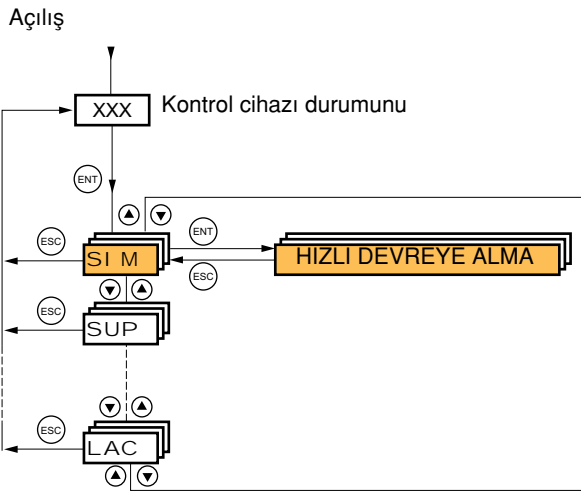 Açılış
XXX Kontrol cihazı durumunu
ENT
ESC
ENT
SIM
HIZLI DEVREYE ALMA
ESC
ESC
SUP
ESC
LAC